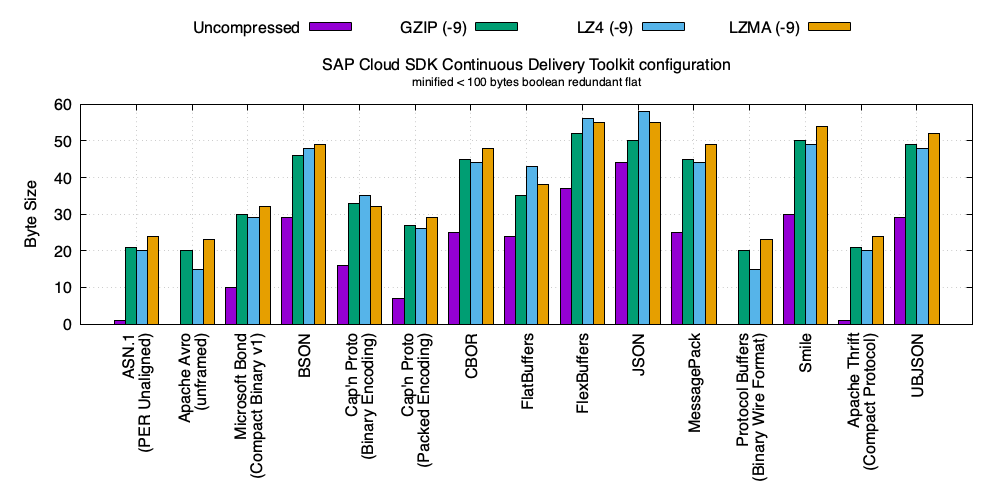 Uncompressed GZIP (-9) LZ4 (-9) LZMA (-9)
SAP Cloud SDK Continuous Delivery Toolkit configuration
minified < 100 bytes boolean redundant flat
Byte Size
60
50
40
30
20
10
0
ASN.1
(PER Unaligned)
Apache Avro
(unframed)
Microsoft Bond
(Compact Binary v1)
BSON
Cap'n Proto
(Binary Encoding)
Cap'n Proto
(Packed Encoding)
CBOR
FlatBuffers
FlexBuffers
JSON
MessagePack
Protocol Buffers
(Binary Wire Format)
Smile
Apache Thrift
(Compact Protocol)
UBJSON